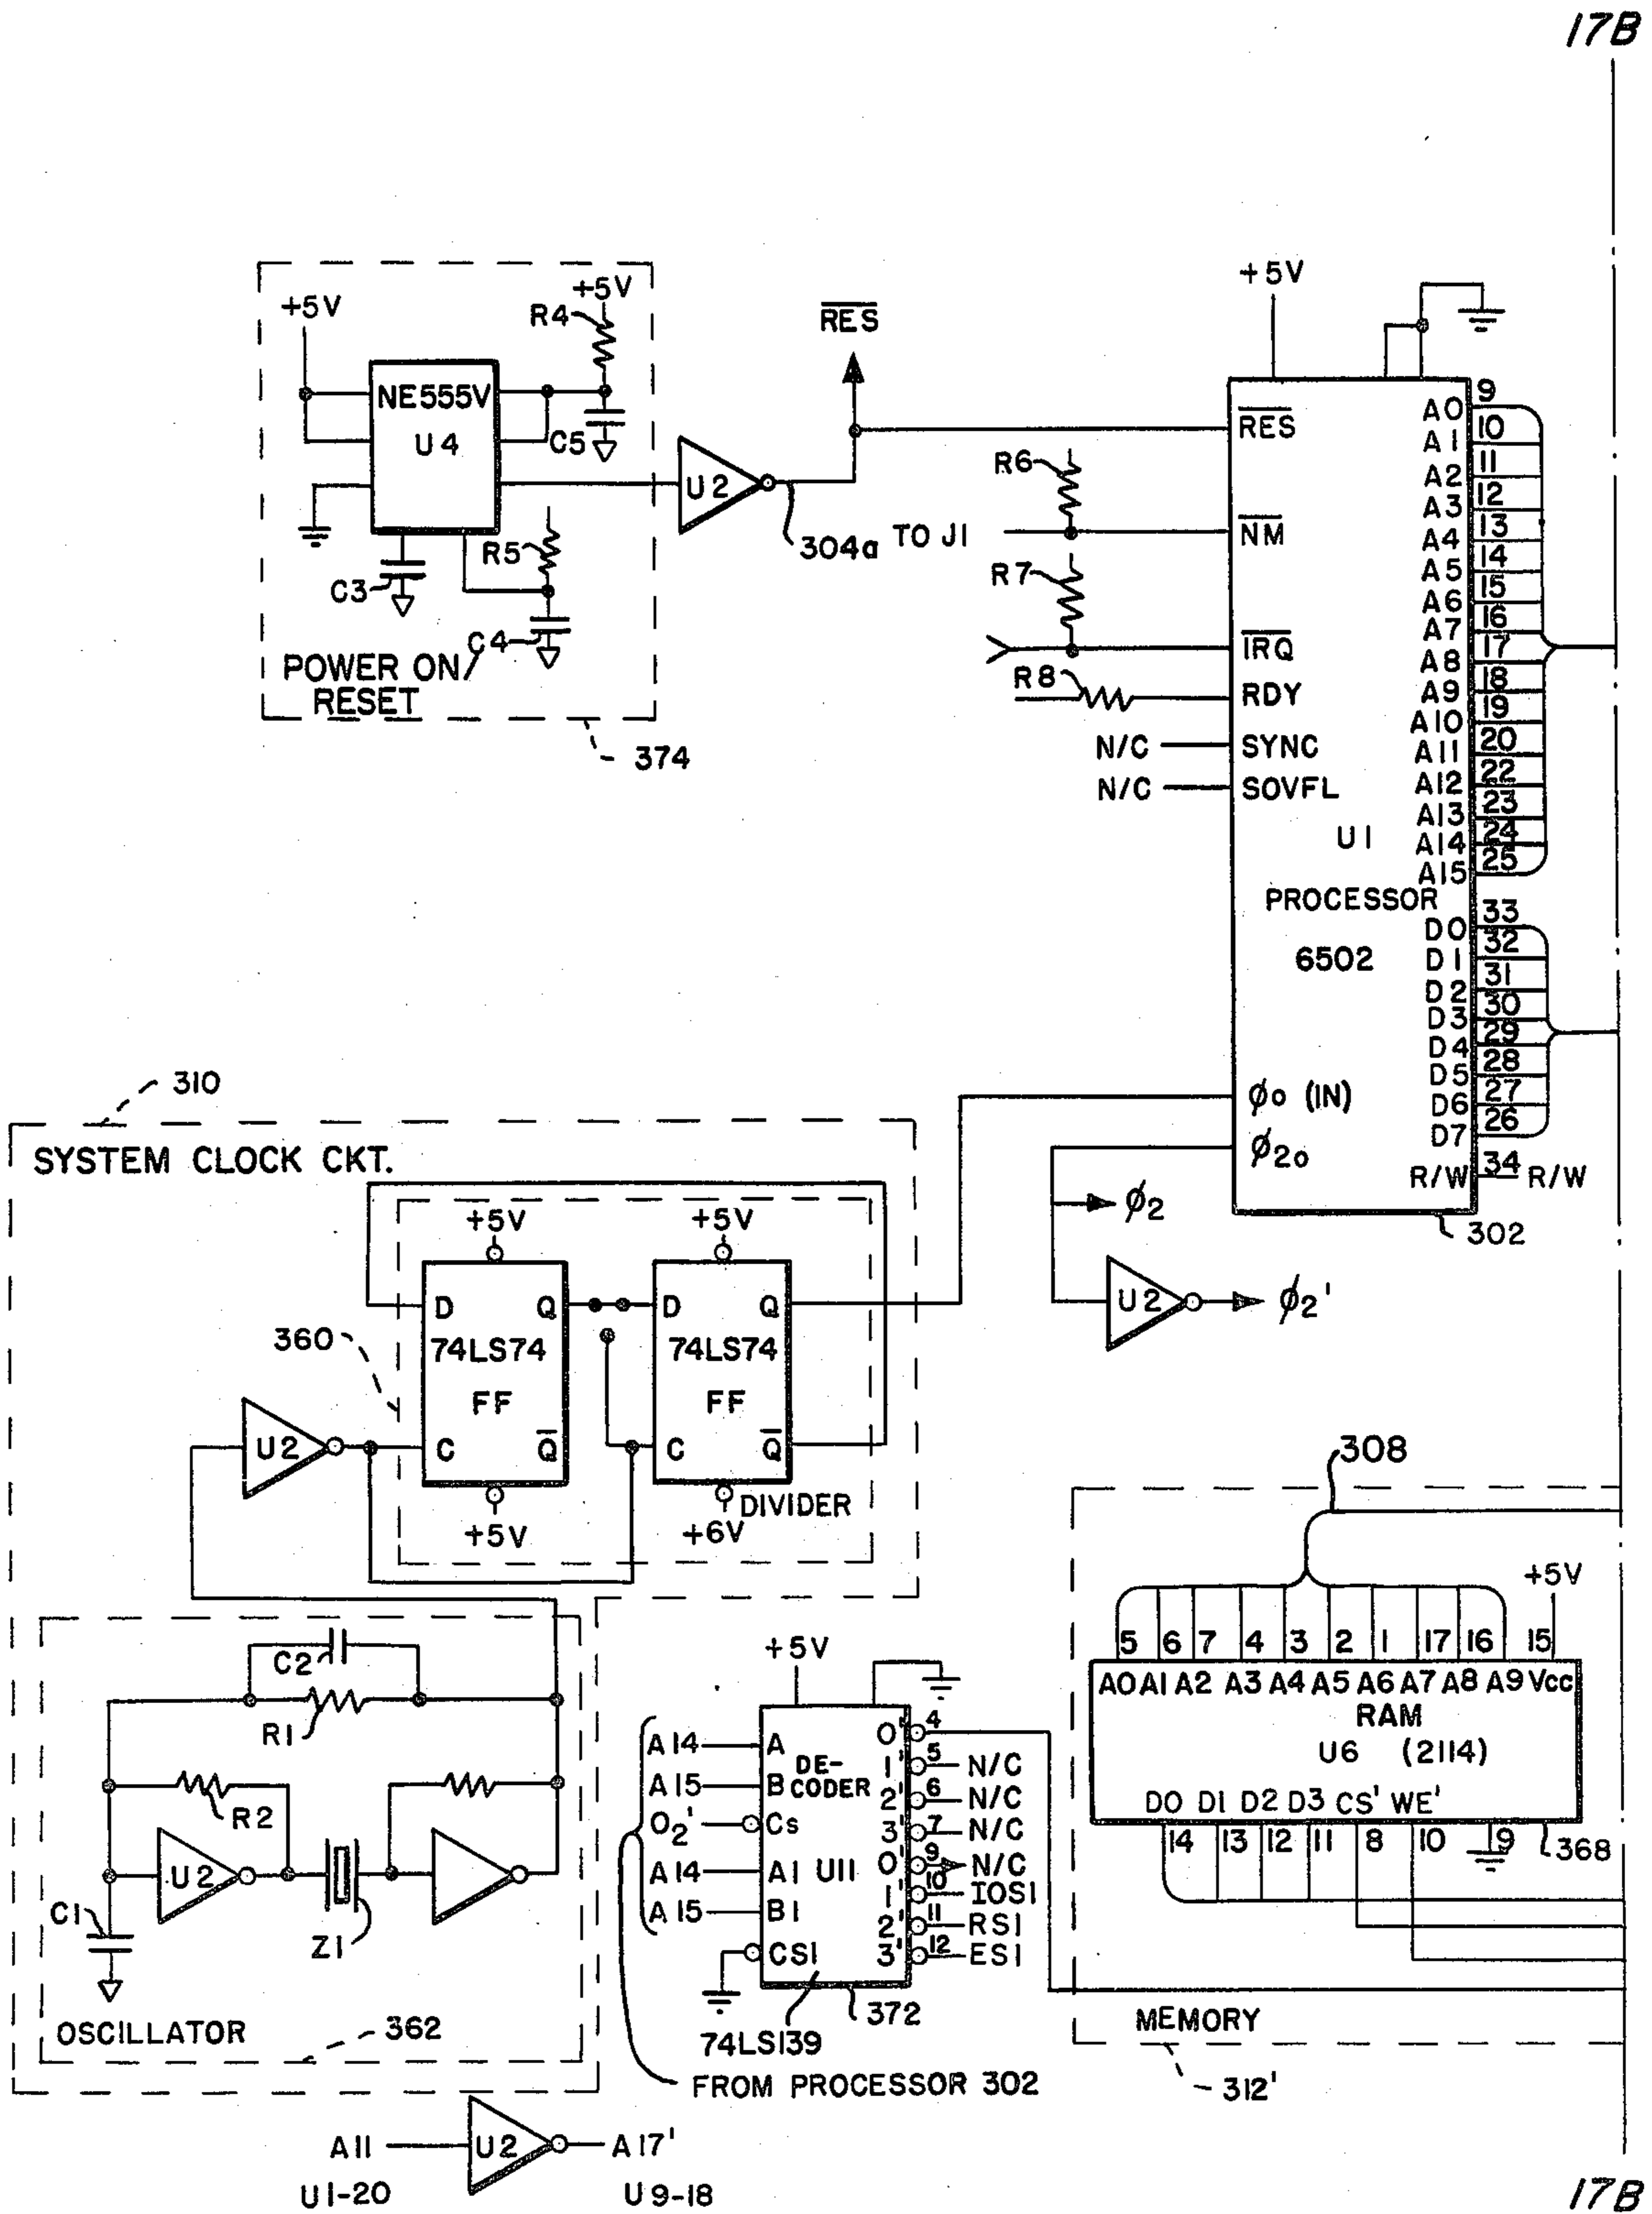 17B
+5V
+5V
R4
NE555V
U4
C5
R5
C3
C4
POWER ON/
RESET
374
U2
304a
RES
TO J1
R6
R7
R8
N/C
N/C
+5V
RES
NM
IRQ
RDY
SYNC
SOVFL
U1
PROCESSOR
6502
φ0 (IN)
φ20
A0 9
A1 10
A2 11
A3 12
A4 13
A5 14
A6 15
A7 16
A8 17
A9 18
A10 19
A11 20
A12 22
A13 23
A14 24
A15 25
D0 33
D1 32
D2 31
D3 30
D4 29
D5 28
D6 27
D7 26
R/W 34 R/W
302
φ2
U2
φ2'
310
SYSTEM CLOCK CKT.
+5V
+5V
D Q
D Q
74LS74
FF
74LS74
FF
C Q
C Q
360
U2
+5V
+6V
DIVIDER
C2
R1
R2
U2
Z1
C1
OSCILLATOR
362
+5V
A14
A15
O2'
A14
A15
A
B
Cs
A1
B1
CS1
DE-
CODER
U11
0' 4
1' 5 N/C
2' 6 N/C
3' 7 N/C
0' 9 N/C
1' 10 IOS1
2' 11 RS1
3' 12 ES1
372
74LS139
FROM PROCESSOR 302
308
+5V
5 6 7 4 3 2 1 17 16 15
A0 A1 A2 A3 A4 A5 A6 A7 A8 A9 Vcc
RAM
U6 (2114)
D0 D1 D2 D3 CS' WE'
14 13 12 11 8 10 9
368
MEMORY
312'
A11
U2
A17'
U1-20
U9-18
17B